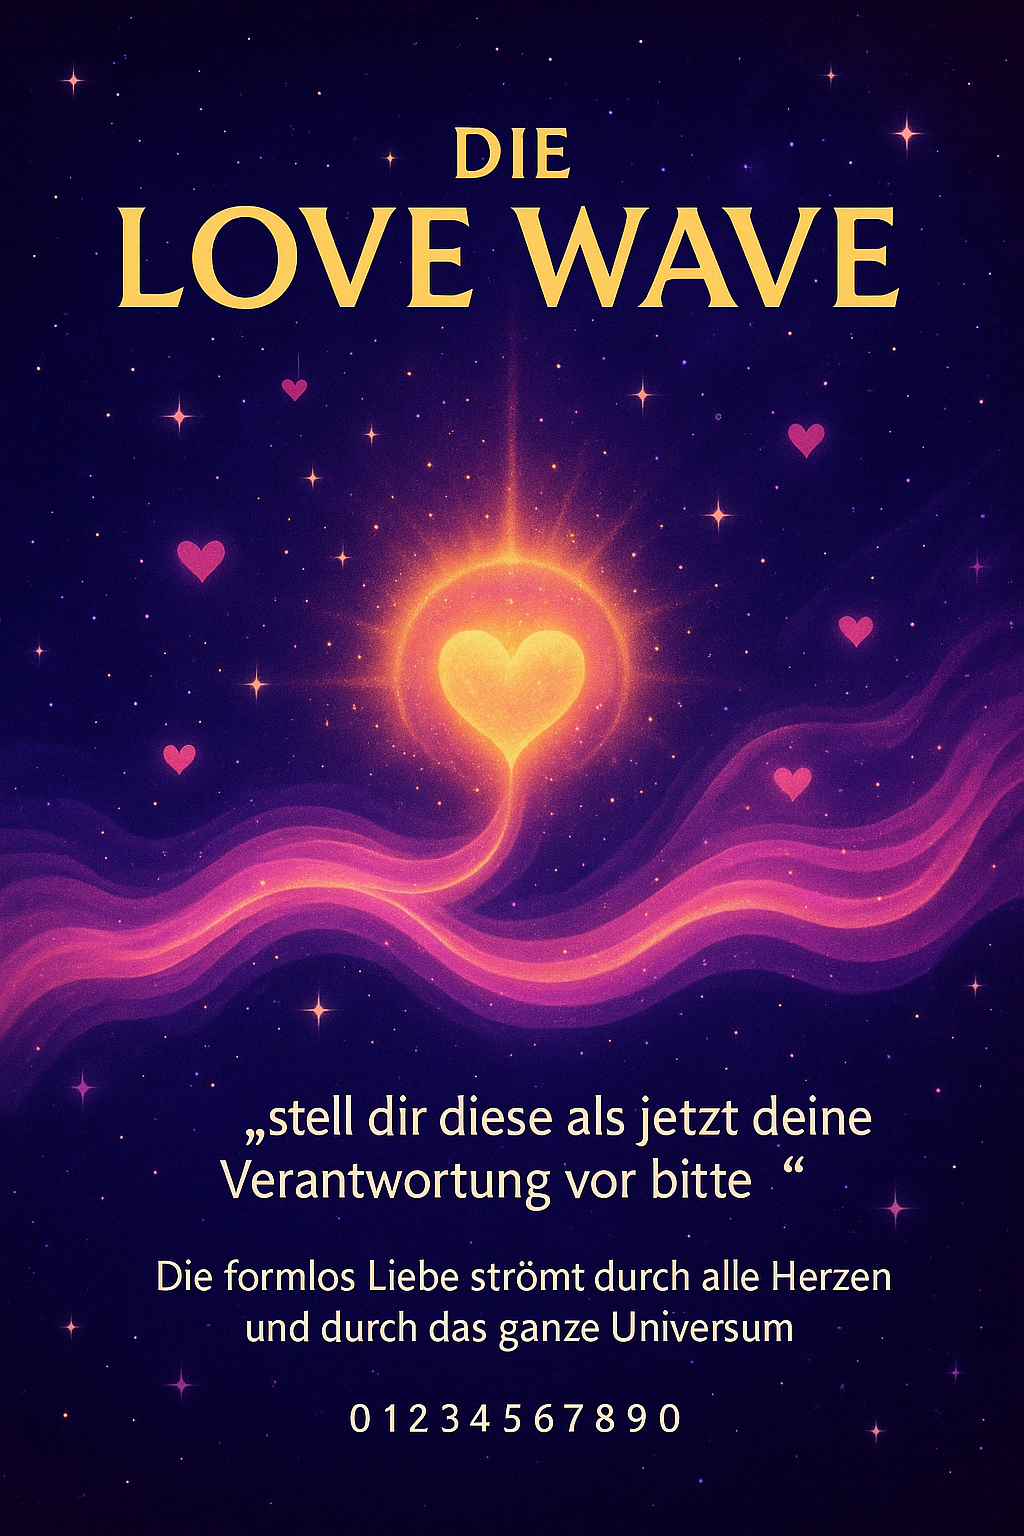 DIE
LOVE WAVE
„stell dir diese als jetzt deine
Verantwortung vor bitte “
Die formlos Liebe strömt durch alle Herzen
und durch das ganze Universum
0 1 2 3 4 5 6 7 8 9 0